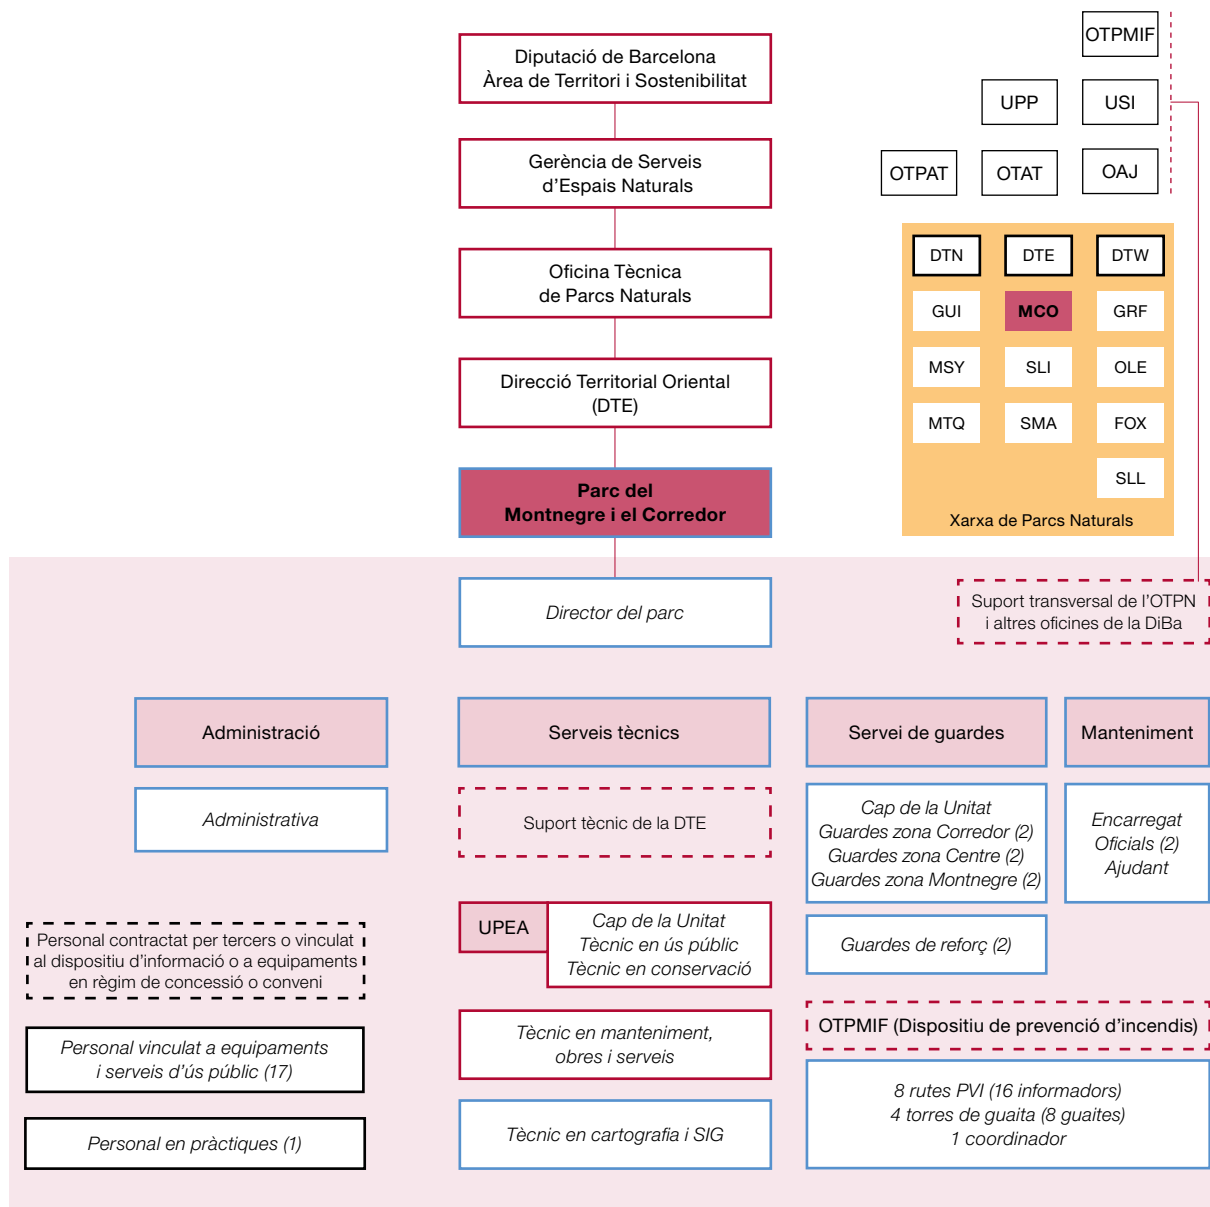 Diputació de Barcelona
Àrea de Territori i Sostenibilitat
Gerència de Serveis
d’Espais Naturals
Oficina Tècnica
de Parcs Naturals
Direcció Territorial Oriental
(DTE)
Parc del
Montnegre i el Corredor
OTPMIF
UPP
USI
OTPAT
OTAT
OAJ
DTN
DTE
DTW
GUI
MCO
GRF
MSY
SLI
OLE
MTQ
SMA
FOX
SLL
Xarxa de Parcs Naturals
Director del parc
Suport transversal de l’OTPN
i altres oficines de la DiBa
Administració
Administrativa
Personal contractat per tercers o vinculat
al dispositiu d’informació o a equipaments
en règim de concessió o conveni
Personal vinculat a equipaments
i serveis d’ús públic (17)
Personal en pràctiques (1)
Serveis tècnics
Suport tècnic de la DTE
UPEA
Cap de la Unitat
Tècnic en ús públic
Tècnic en conservació
Tècnic en manteniment,
obres i serveis
Tècnic en cartografia i SIG
Servei de guardes
Cap de la Unitat
Guardes zona Corredor (2)
Guardes zona Centre (2)
Guardes zona Montnegre (2)
Guardes de reforç (2)
Manteniment
Encarregat
Oficials (2)
Ajudant
OTPMIF (Dispositiu de prevenció d’incendis)
8 rutes PVI (16 informadors)
4 torres de guaita (8 guaites)
1 coordinador